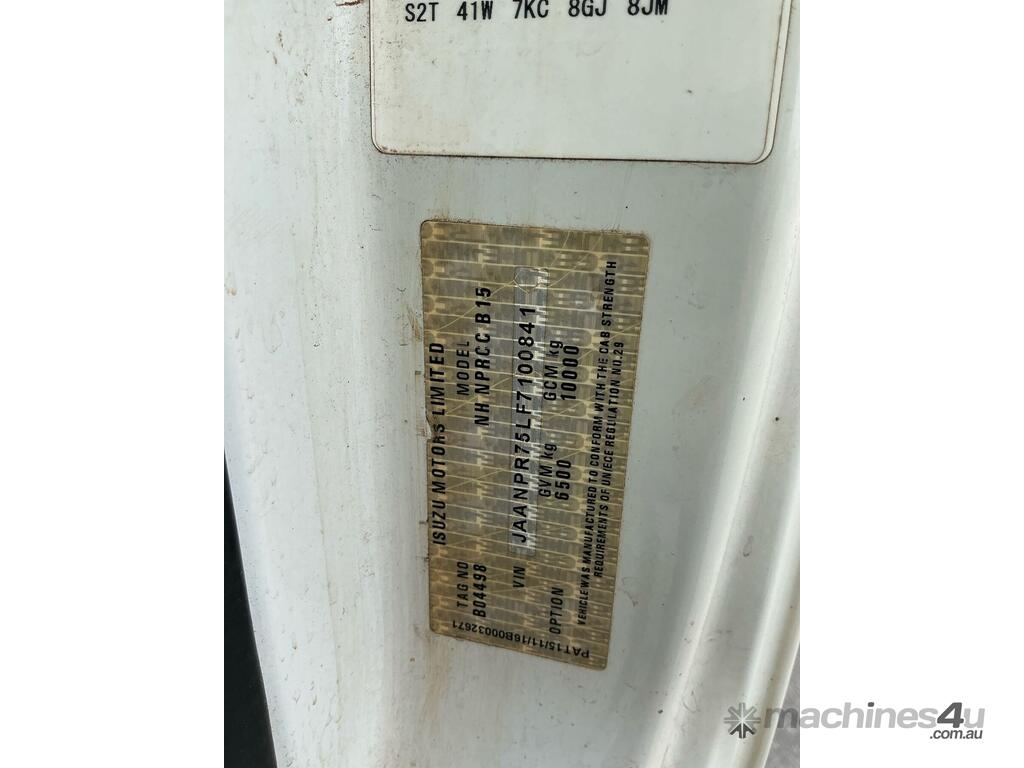 S2T 41W 7KC 8GJ 8JM
ISUZU MOTORS LIMITED
TAG NO MODEL
B04498 NH NPRCC B15
VIN JAANPR75LF7100841
GVM kg GCM kg
6500 10000
OPTION
VEHICLE WAS MANUFACTURED TO CONFORM WITH THE CAB STRENGTH
REQUIREMENTS OF UN/ECE REGLLATION NO.29
PAT15/11/16B00032671
machines4u
.com.au